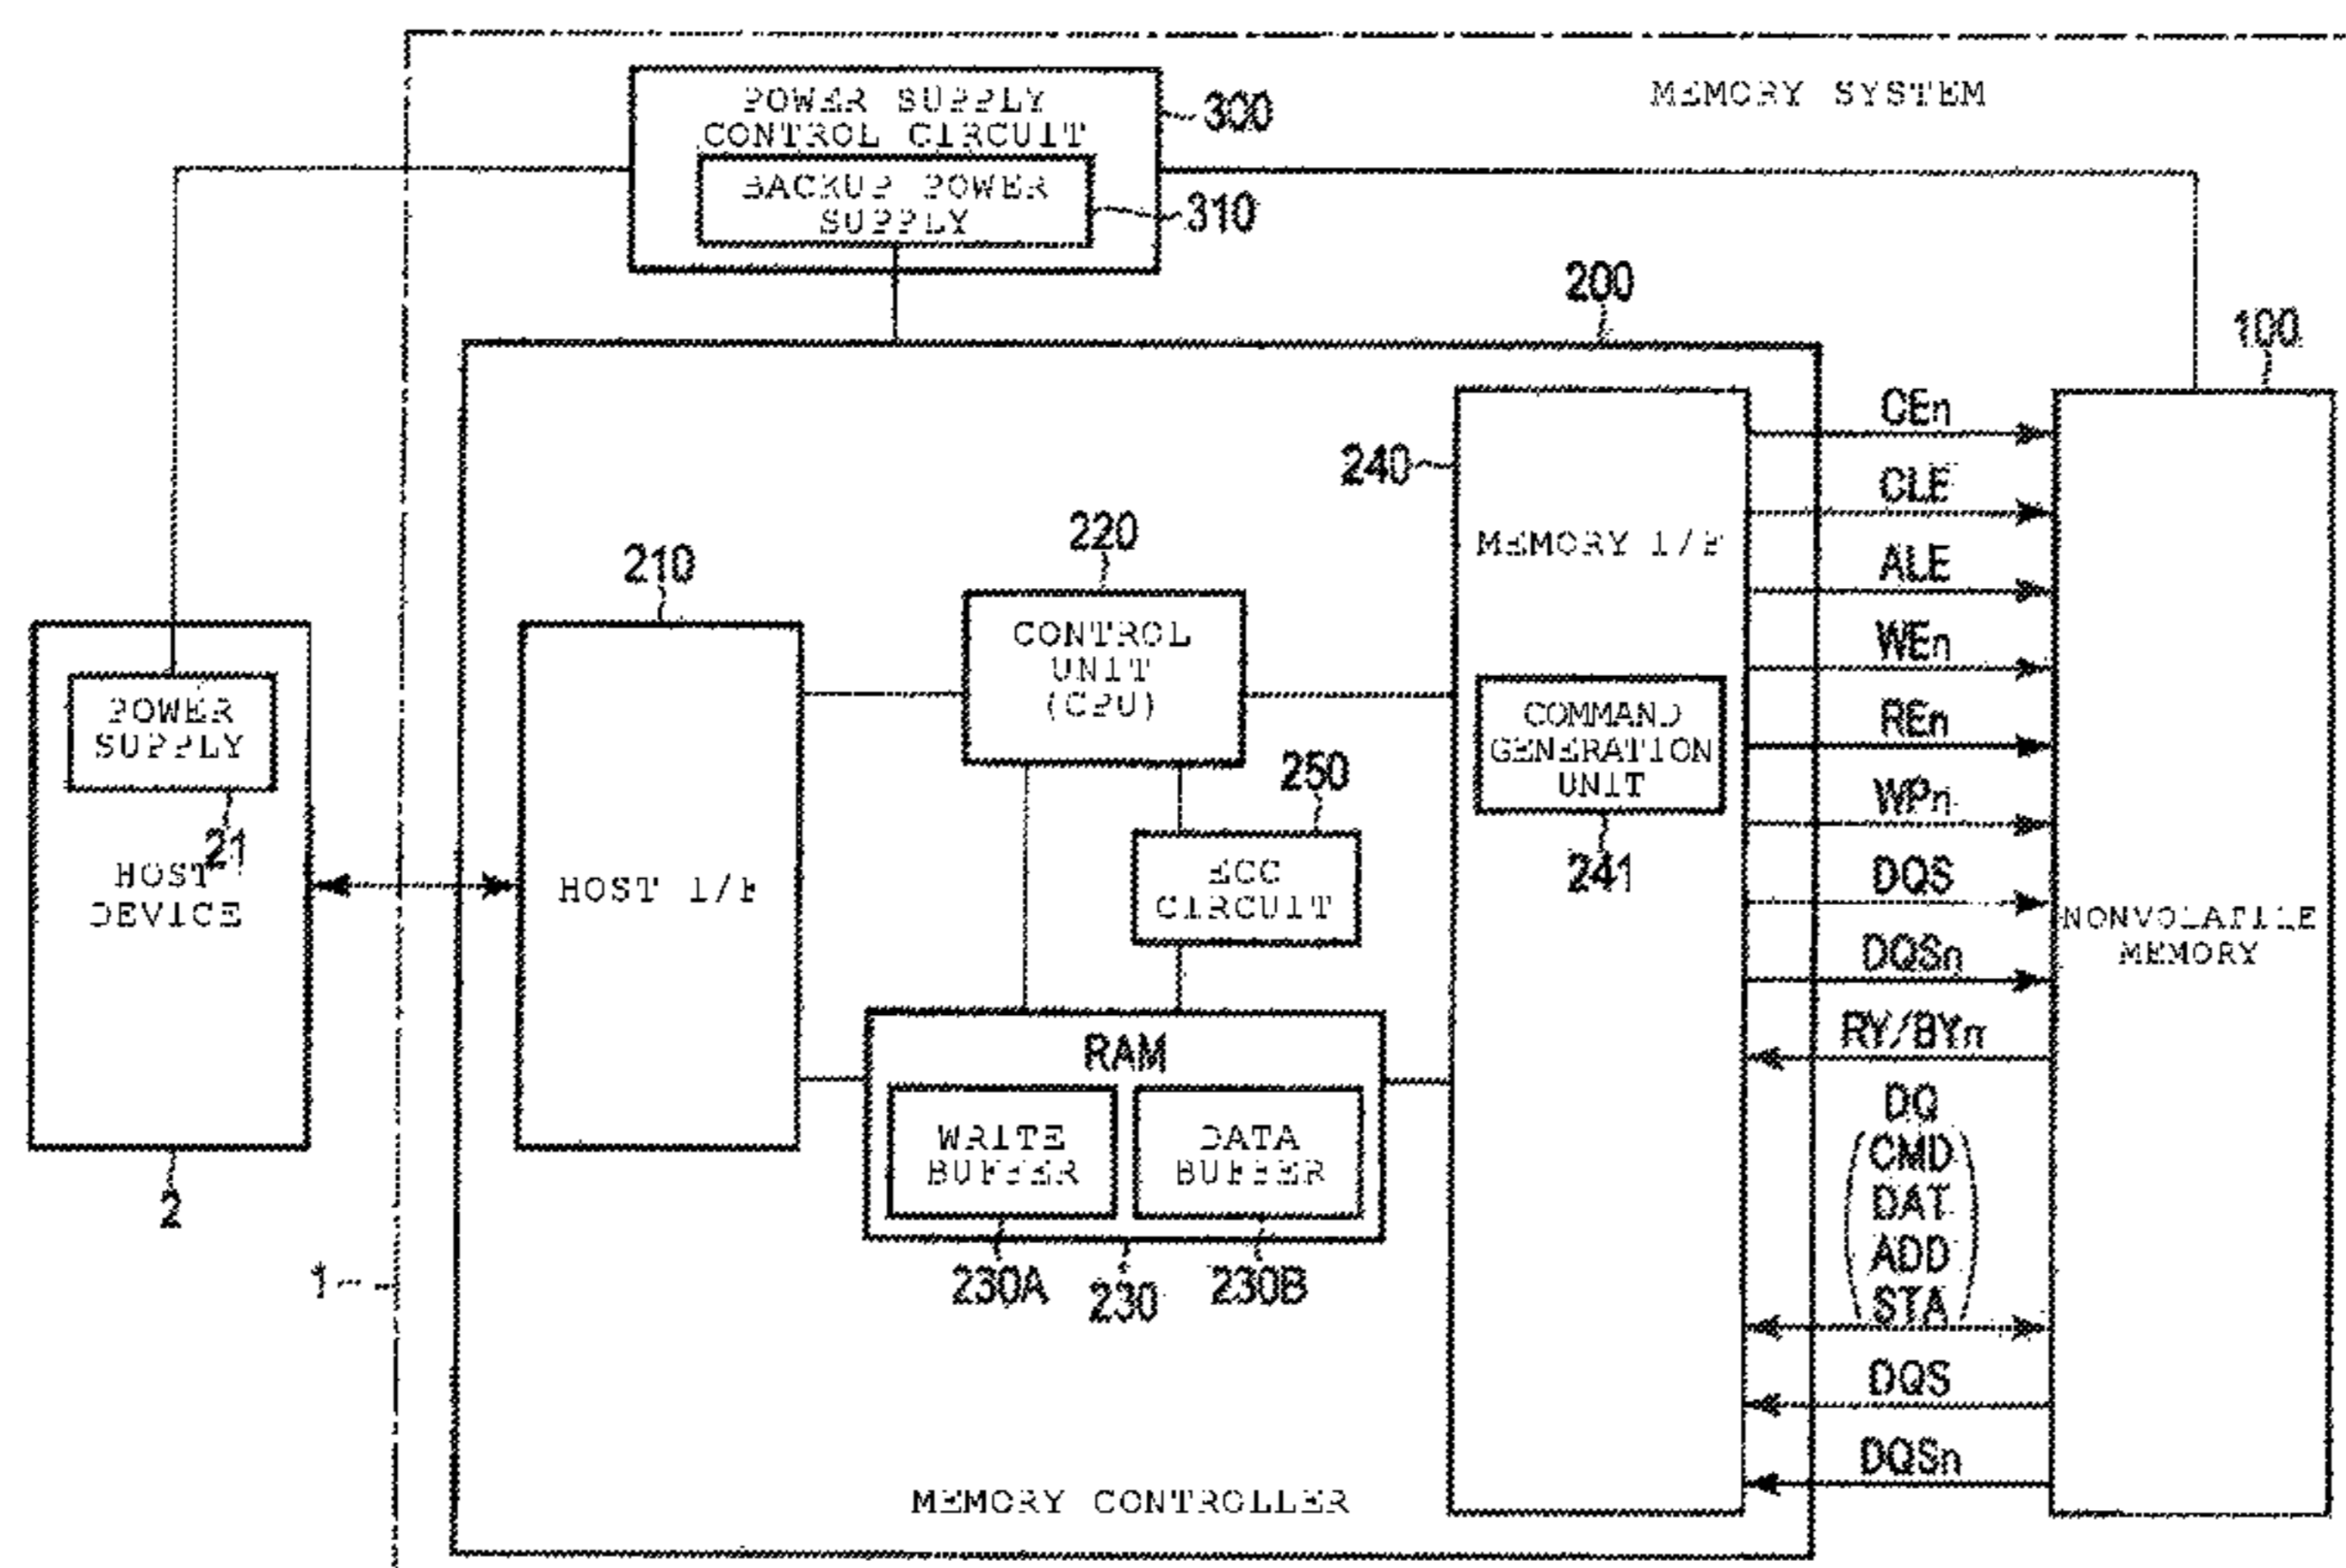 MEMORY SYSTEM
POWER SUPPLY
CONTROL CIRCUIT
300
BACKUP POWER
SUPPLY
310
200
100
POWER
SUPPLY
21
HOST
DEVICE
2
1
210
HOST I/F
220
CONTROL
UNIT
(CPU)
250
ECC
CIRCUIT
RAM
WRITE
BUFFER
DATA
BUFFER
230A
230
230B
240
MEMORY I/F
COMMAND
GENERATION
UNIT
241
MEMORY CONTROLLER
CEn
CLE
ALE
WEn
REn
WPn
DQS
DQSn
RY/BYn
DQ
CMD
DAT
ADD
STA
DQS
DQSn
NONVOLATILE
MEMORY